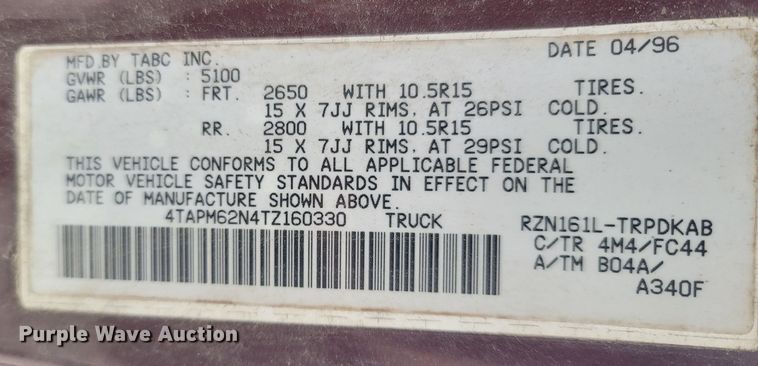 MFD.BY TABC INC. DATE 04/96
GVWR (LBS) : 5100
GAWR (LBS) : FRT. 2650 WITH 10.5R15 TIRES.
15 X 7JJ RIMS, AT 26PSI COLD.
RR. 2800 WITH 10.5R15 TIRES.
15 X 7JJ RIMS, AT 29PSI COLD.
THIS VEHICLE CONFORMS TO ALL APPLICABLE FEDERAL
MOTOR VEHICLE SAFETY STANDARDS IN EFFECT ON THE
DATE OF MANUFACTURE SHOWN ABOVE.
4TAPM62N4TZ160330 TRUCK RZN161L-TRPDKAB
C/TR 4M4/FC44
A/TM B04A/
A340F
Purple Wave Auction